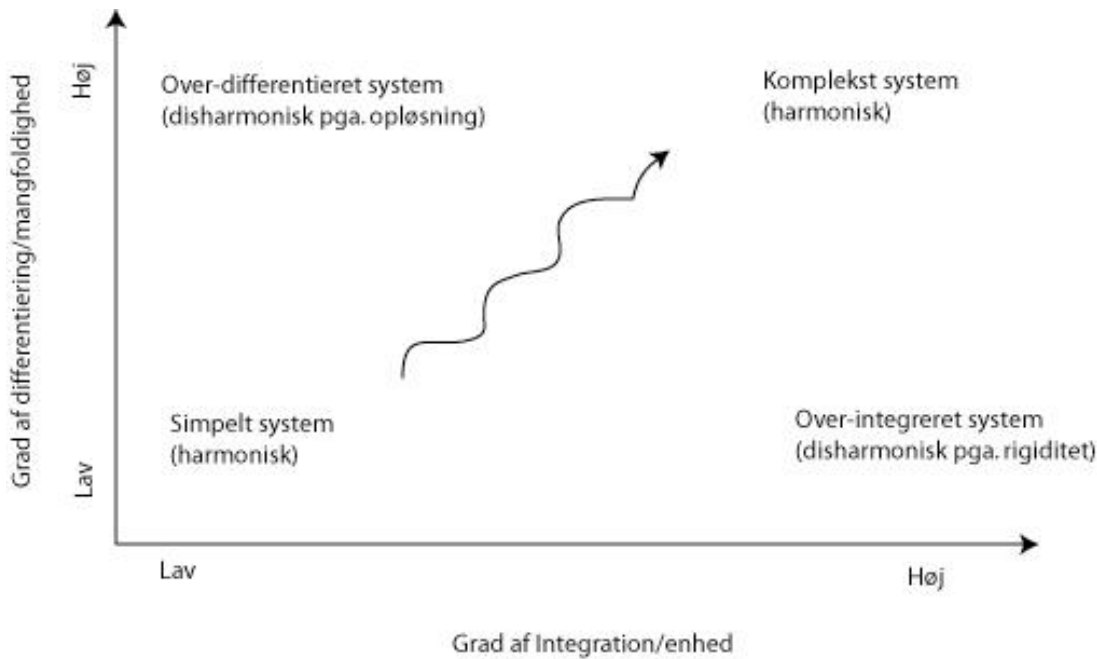 Grad af differentiering/mangfoldighed
Høj
Lav
Over-differentieret system
(disharmonisk pga. opløsning)
Komplekst system
(harmonisk)
Simpelt system
(harmonisk)
Over-integreret system
(disharmonisk pga. rigiditet)
Lav
Høj
Grad af Integration/enhed